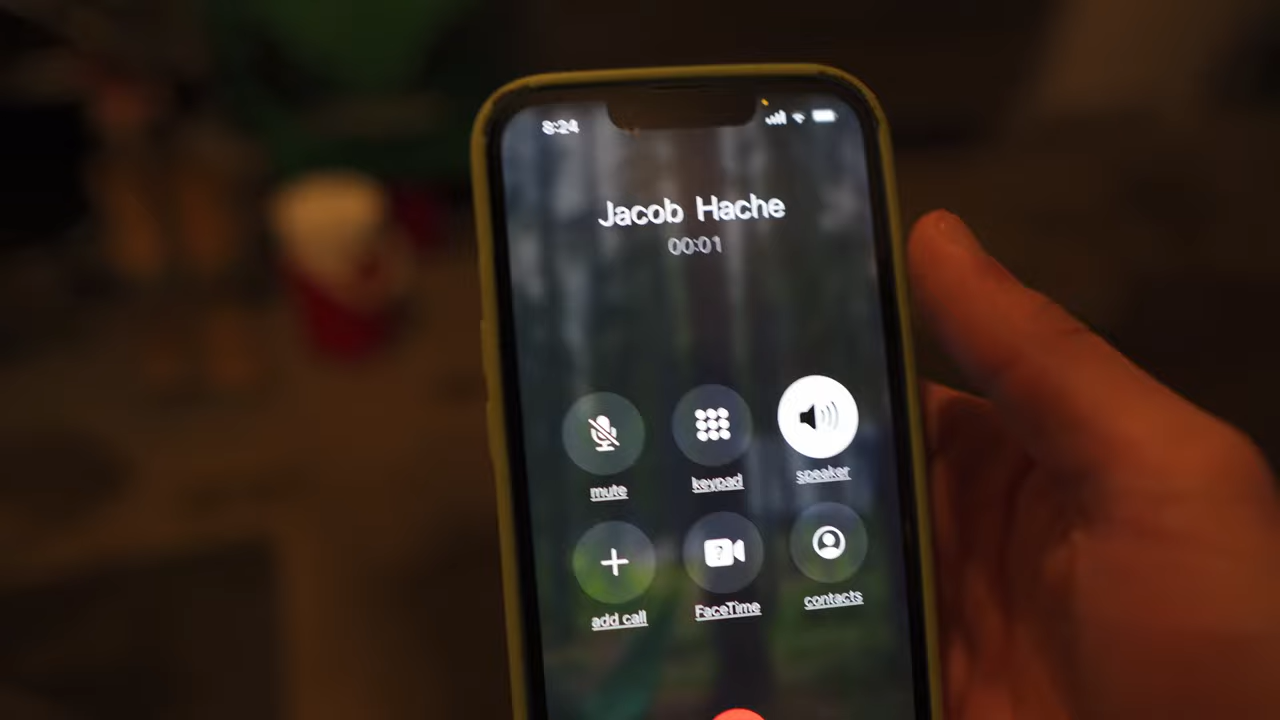 8:24
Jacob Hache
00:01
mute
keypad
speaker
add call
FaceTime
contacts